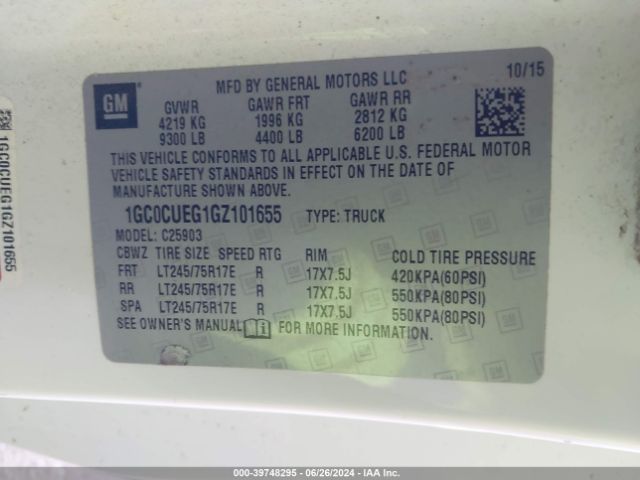 GM
MFD BY GENERAL MOTORS LLC
10/15
GVWR GAWR FRT GAWR RR
4219 KG 1996 KG 2812 KG
9300 LB 4400 LB 6200 LB
THIS VEHICLE CONFORMS TO ALL APPLICABLE U.S. FEDERAL MOTOR
VEHICLE SAFETY STANDARDS IN EFFECT ON THE DATE OF
MANUFACTURE SHOWN ABOVE.
1GC0CUEG1GZ101655 TYPE: TRUCK
MODEL: C25903
CBWZ TIRE SIZE SPEED RTG RIM COLD TIRE PRESSURE
FRT LT245/75R17E R 17X7.5J 420KPA(60PSI)
RR LT245/75R17E R 17X7.5J 550KPA(80PSI)
SPA LT245/75R17E R 17X7.5J 550KPA(80PSI)
SEE OWNER'S MANUAL FOR MORE INFORMATION.
1GC0CUEG1GZ101655
000-39748295 - 06/26/2024 - IAA Inc.